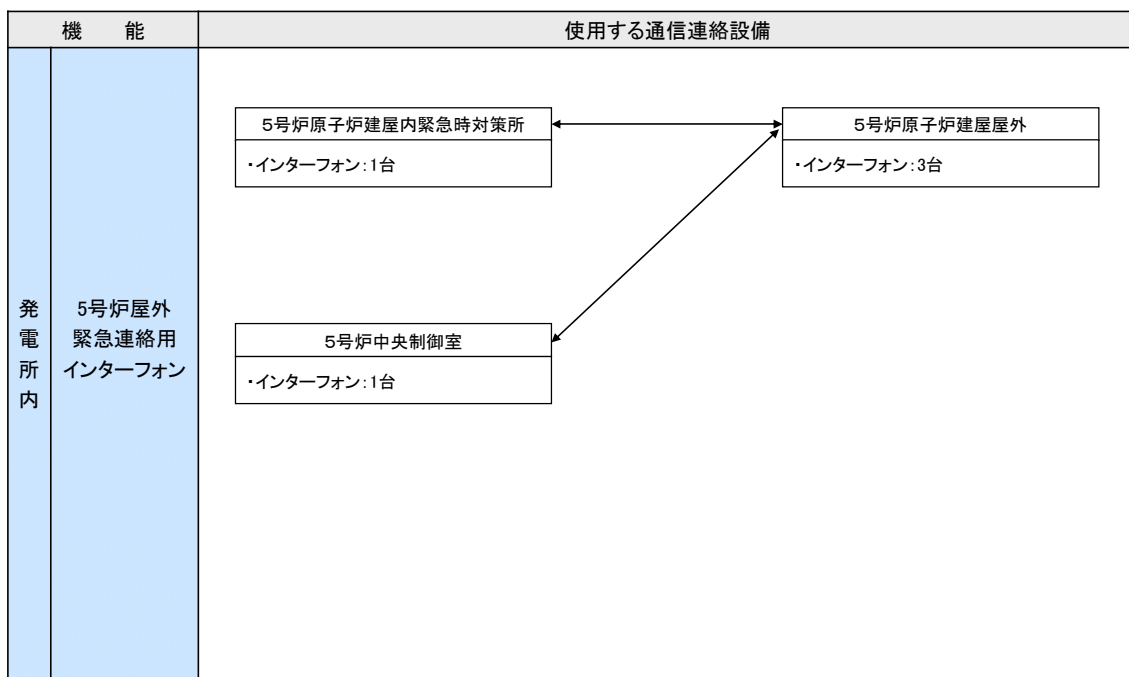 機　能
使用する通信連絡設備
発電所内
5号炉屋外
緊急連絡用
インターフォン
5号炉原子炉建屋内緊急時対策所
・インターフォン：1台
5号炉原子炉建屋屋外
・インターフォン：3台
5号炉中央制御室
・インターフォン：1台